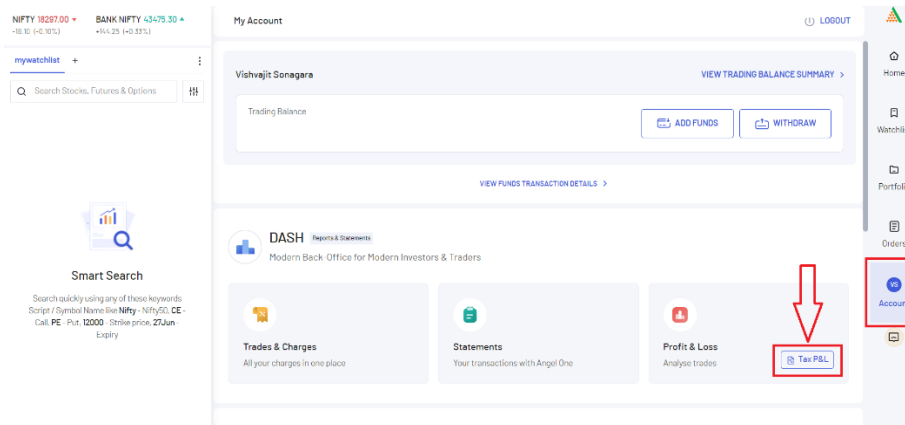 NIFTY 18297.00 ▼ BANK NIFTY 43475.30 ▲
-18.10 (-0.10%) +144.25 (+0.33%)
mywatchlist +
Search Stocks, Futures & Options
Smart Search
Search quickly using any of these keywords
Script / Symbol Name like Nifty - Nifty50, CE -
Call, PE - Put, 12000 - Strike price, 27Jun -
Expiry
My Account
LOGOUT
Vishvajit Sonagara
VIEW TRADING BALANCE SUMMARY >
Trading Balance
ADD FUNDS
WITHDRAW
VIEW FUNDS TRANSACTION DETAILS >
DASH Reports & Statements
Modern Back-Office for Modern Investors & Traders
Trades & Charges
All your charges in one place
Statements
Your transactions with Angel One
Profit & Loss
Analyse trades
Tax P&L
Home
Watchli
Portfoli
Orders
VS
Accoun